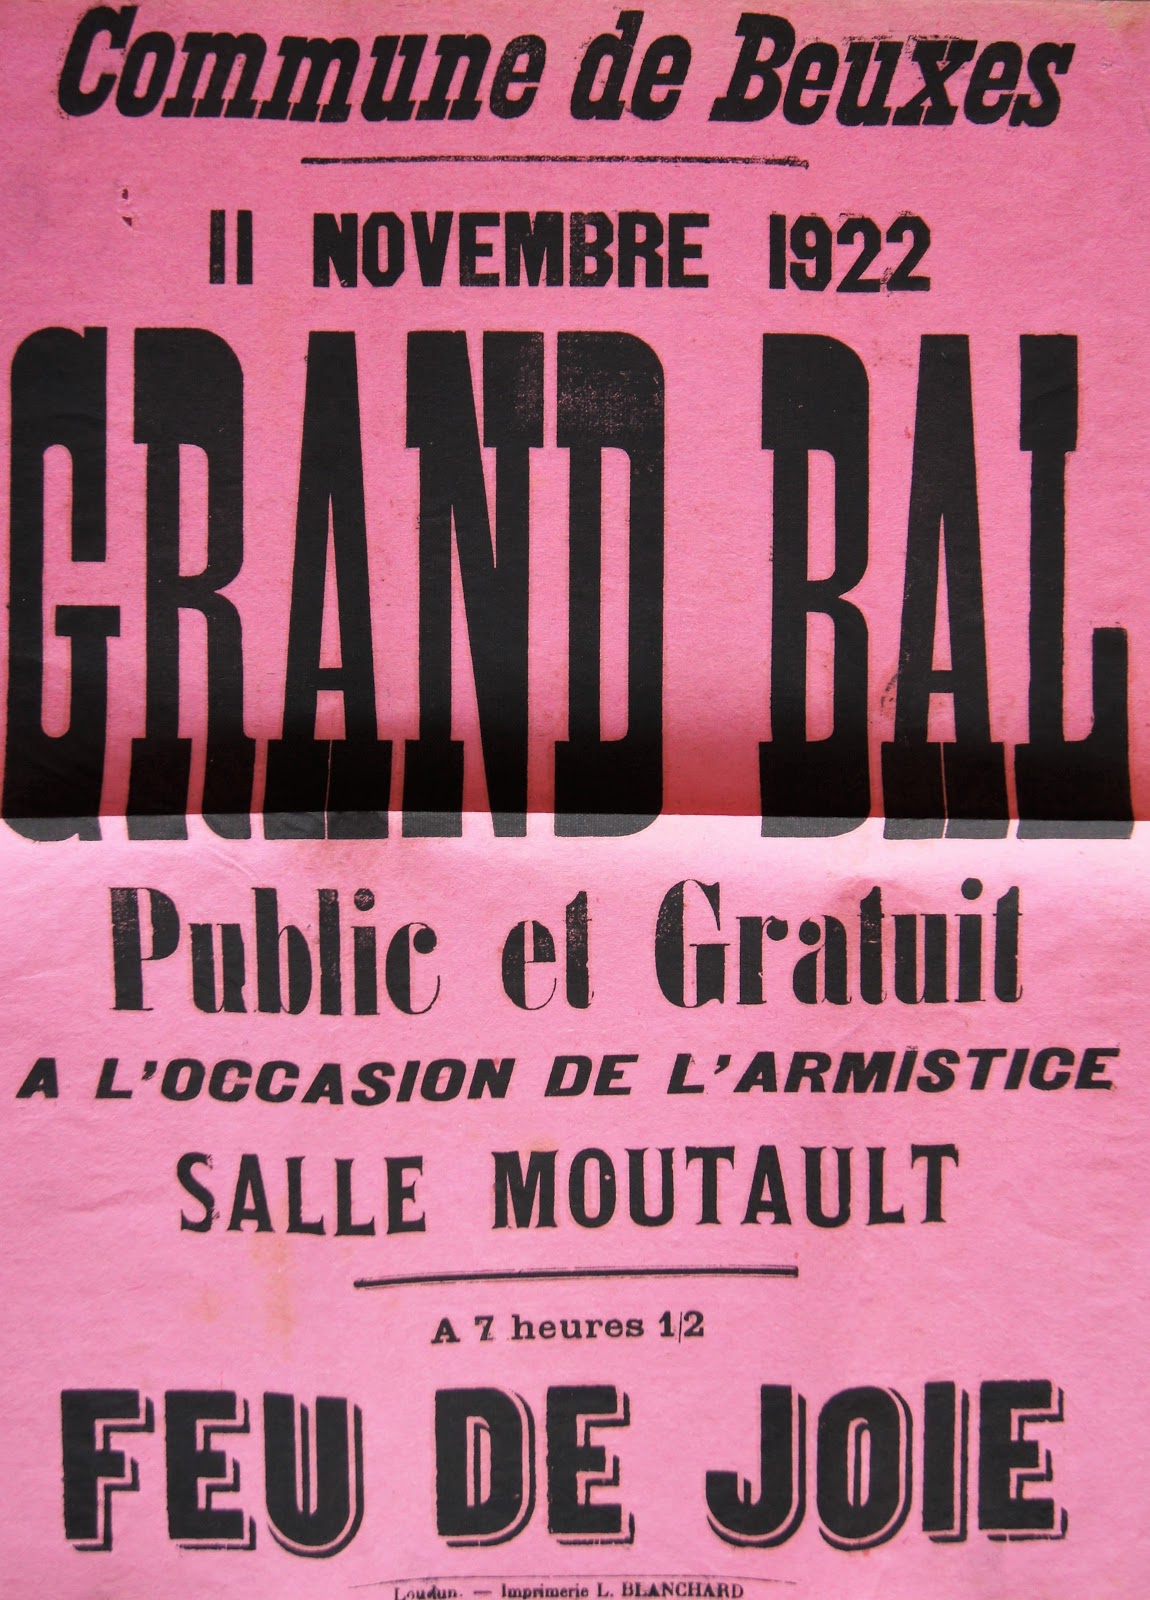 Commune de Beuxes
11 NOVEMBRE 1922
GRAND BAL
Public et Gratuit
A L'OCCASION DE L'ARMISTICE
SALLE MOUTAULT
A 7 heures 1/2
FEU DE JOIE
Loudun. — Imprimerie L. BLANCHARD